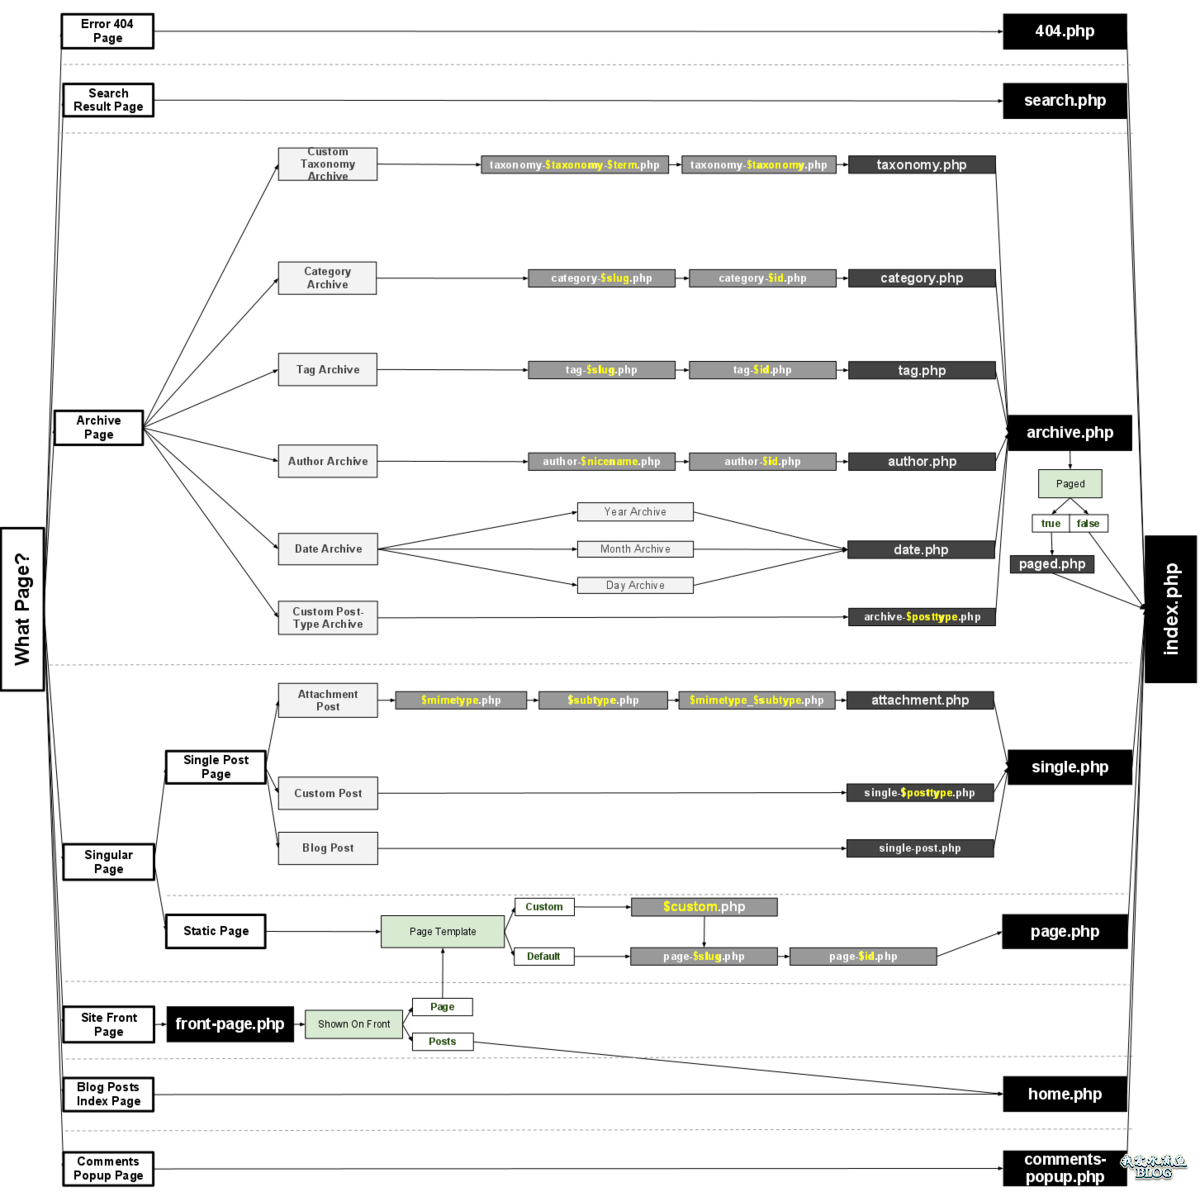 Error 404
Page
404.php
Search
Result Page
search.php
Custom
Taxonomy
Archive
taxonomy-$taxonomy-$term.php
taxonomy-$taxonomy.php
taxonomy.php
Category
Archive
category-$slug.php
category-$id.php
category.php
Tag Archive
tag-$slug.php
tag-$id.php
tag.php
Archive
Page
archive.php
Author Archive
author-$nicename.php
author-$id.php
author.php
Paged
true
false
paged.php
Year Archive
Date Archive
Month Archive
date.php
Day Archive
Custom Post-
Type Archive
archive-$posttype.php
What Page?
index.php
Attachment
Post
$mimetype.php
$subtype.php
$mimetype_$subtype.php
attachment.php
Single Post
Page
single.php
Custom Post
single-$posttype.php
Blog Post
single-post.php
Singular
Page
Custom
$custom.php
Static Page
Page Template
page.php
Default
page-$slug.php
page-$id.php
Page
Site Front
Page
front-page.php
Shown On Front
Posts
Blog Posts
Index Page
home.php
Comments
Popup Page
comments-
popup.php
BLOG